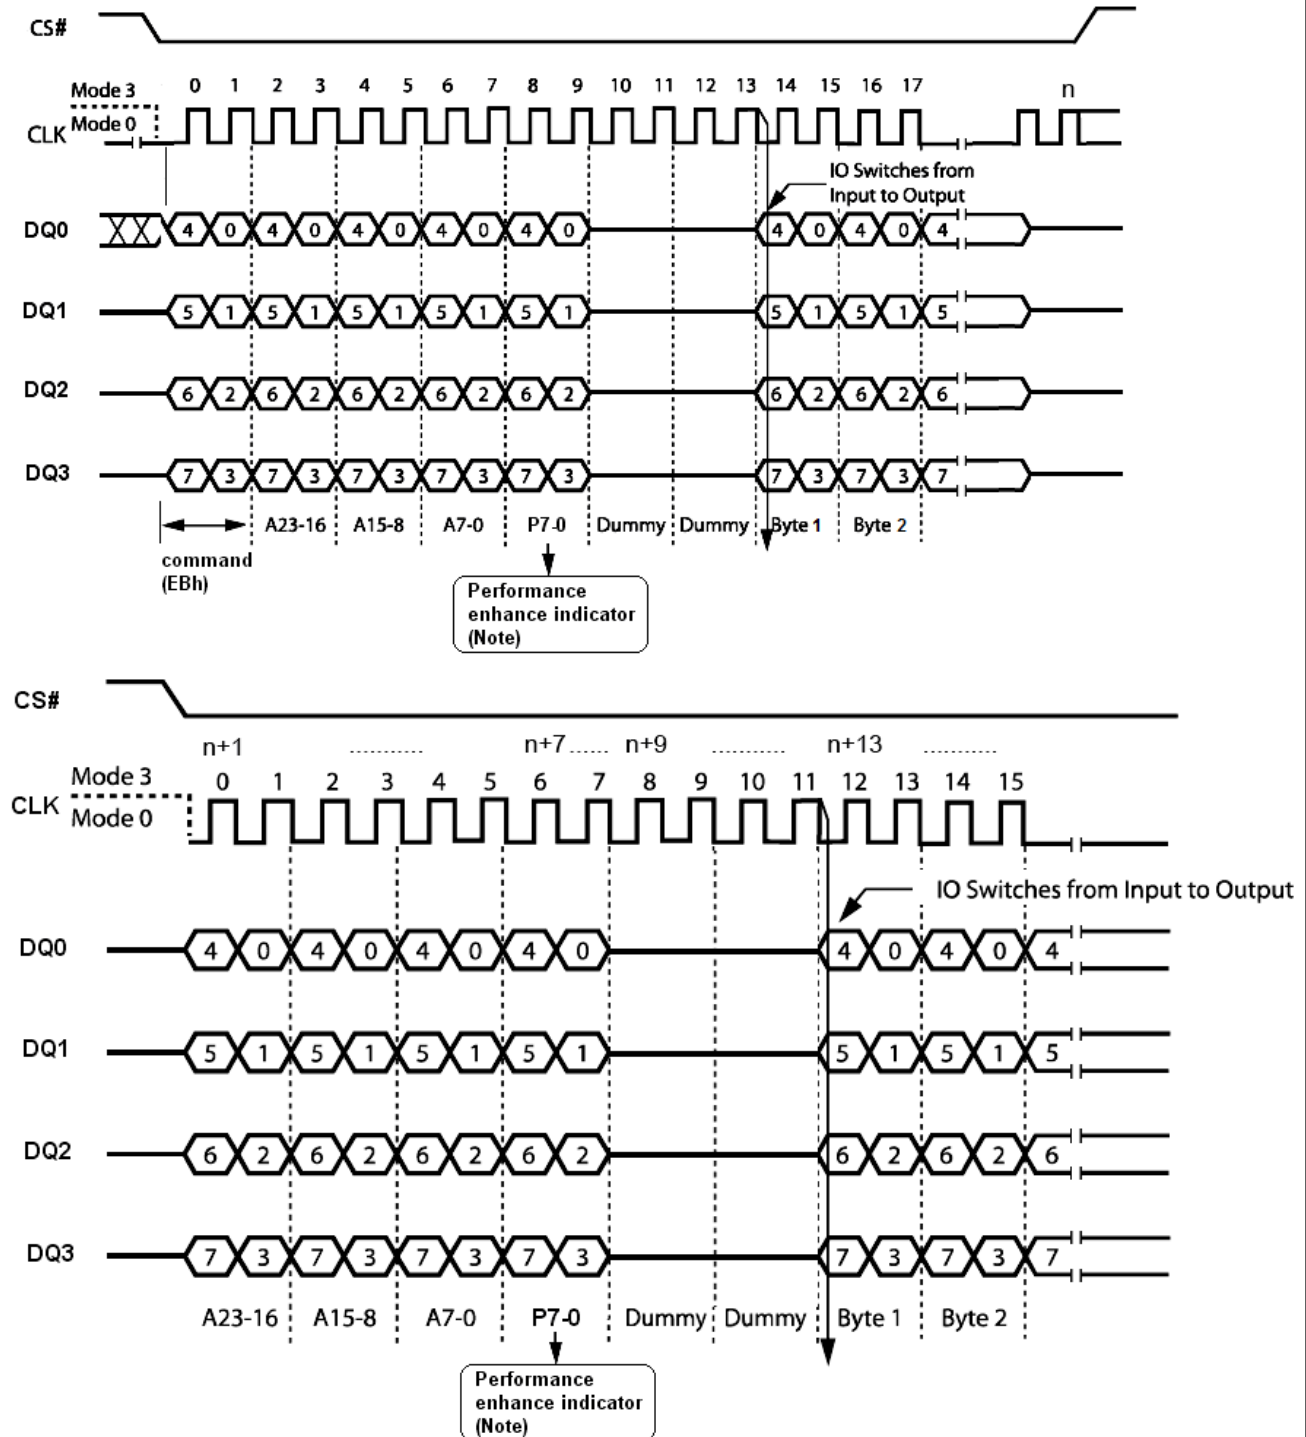 CS#
0 1 2 3 4 5 6 7 8 9 10 11 12 13 14 15 16 17 n
Mode 3
Mode 0
CLK
IO Switches from
Input to Output
DQ0 4 0 4 0 4 0 4 0 4 0 4 0 4 0 4
DQ1 5 1 5 1 5 1 5 1 5 1 5 1 5 1 5
DQ2 6 2 6 2 6 2 6 2 6 2 6 2 6 2 6
DQ3 7 3 7 3 7 3 7 3 7 3 7 3 7 3 7
A23-16 A15-8 A7-0 P7-0 Dummy Dummy Byte 1 Byte 2
command
(EBh)
Performance
enhance indicator
(Note)
CS#
n+1 ............ n+7 ...... n+9 ............ n+13 ............
Mode 3 0 1 2 3 4 5 6 7 8 9 10 11 12 13 14 15
CLK
Mode 0
IO Switches from Input to Output
DQ0 4 0 4 0 4 0 4 0 4 0 4 0 4
DQ1 5 1 5 1 5 1 5 1 5 1 5 1 5
DQ2 6 2 6 2 6 2 6 2 6 2 6 2 6
DQ3 7 3 7 3 7 3 7 3 7 3 7 3 7
A23-16 A15-8 A7-0 P7-0 Dummy Dummy Byte 1 Byte 2
Performance
enhance indicator
(Note)